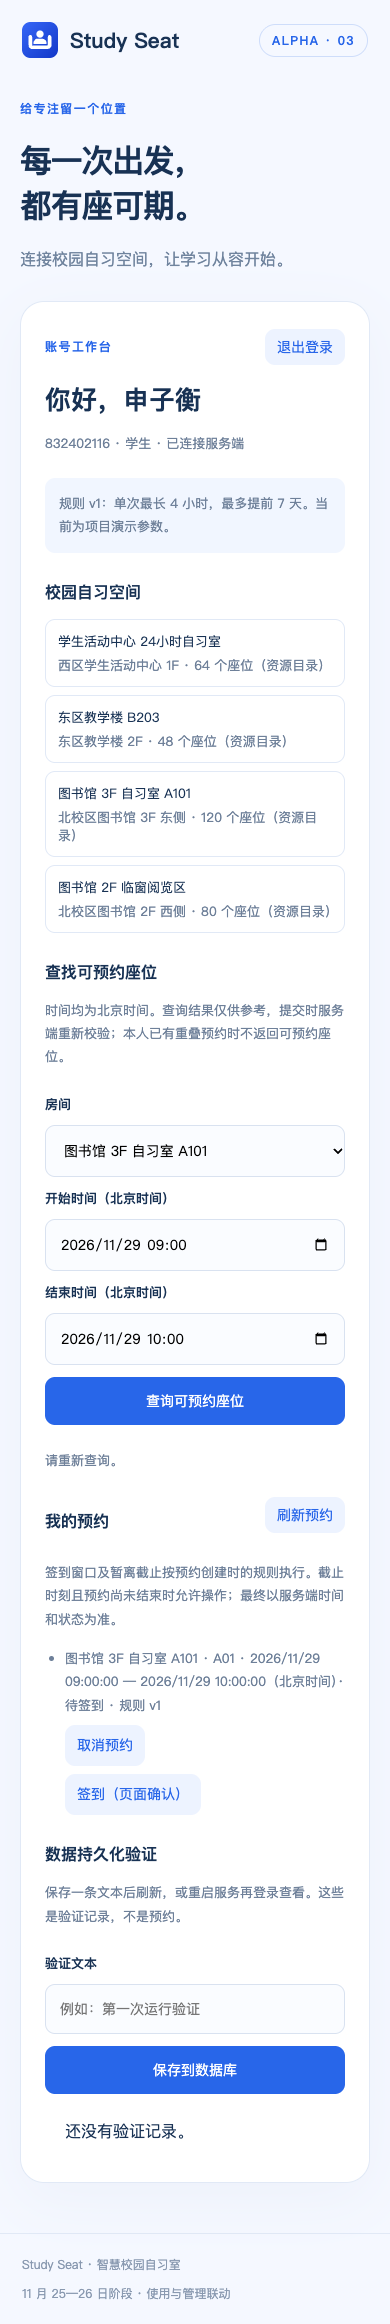 Study Seat
ALPHA · 03
给专注留一个位置
每一次出发，
都有座可期。
连接校园自习空间，让学习从容开始。
账号工作台
退出登录
你好，申子衡
832402116 · 学生 · 已连接服务端
规则 v1：单次最长 4 小时，最多提前 7 天。当
前为项目演示参数。
校园自习空间
学生活动中心 24小时自习室
西区学生活动中心 1F · 64 个座位（资源目录）
东区教学楼 B203
东区教学楼 2F · 48 个座位（资源目录）
图书馆 3F 自习室 A101
北校区图书馆 3F 东侧 · 120 个座位（资源目
录）
图书馆 2F 临窗阅览区
北校区图书馆 2F 西侧 · 80 个座位（资源目录）
查找可预约座位
时间均为北京时间。查询结果仅供参考，提交时服务
端重新校验；本人已有重叠预约时不返回可预约座
位。
房间
图书馆 3F 自习室 A101
开始时间（北京时间）
2026/11/29 09:00
结束时间（北京时间）
2026/11/29 10:00
查询可预约座位
请重新查询。
我的预约
刷新预约
签到窗口及暂离截止按预约创建时的规则执行。截止
时刻且预约尚未结束时允许操作；最终以服务端时间
和状态为准。
图书馆 3F 自习室 A101 · A01 · 2026/11/29
09:00:00 — 2026/11/29 10:00:00（北京时间）·
待签到 · 规则 v1
取消预约
签到（页面确认）
数据持久化验证
保存一条文本后刷新，或重启服务再登录查看。这些
是验证记录，不是预约。
验证文本
例如：第一次运行验证
保存到数据库
还没有验证记录。
Study Seat · 智慧校园自习室
11 月 25—26 日阶段 · 使用与管理联动